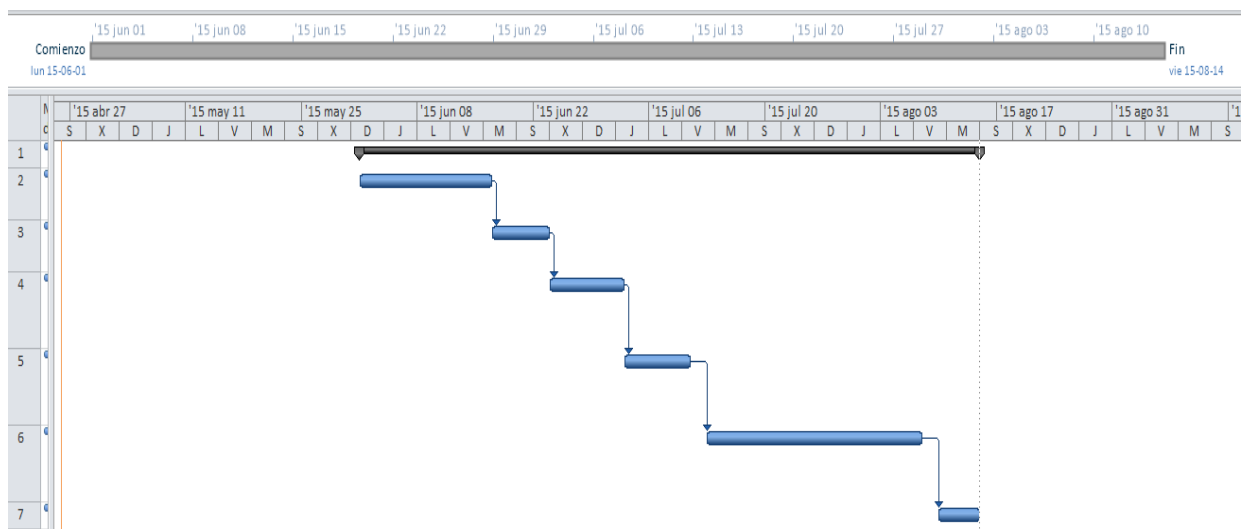 '15 jun 01 '15 jun 08 '15 jun 15 '15 jun 22 '15 jun 29 '15 jul 06 '15 jul 13 '15 jul 20 '15 jul 27 '15 ago 03 '15 ago 10
Comienzo Fin
lun 15-06-01 vie 15-08-14
'15 abr 27 '15 may 11 '15 may 25 '15 jun 08 '15 jun 22 '15 jul 06 '15 jul 20 '15 ago 03 '15 ago 17 '15 ago 31
S X D J L V M S X D J L V M S X D J L V M S X D J L V M S X D J L V M S
1
2
3
4
5
6
7